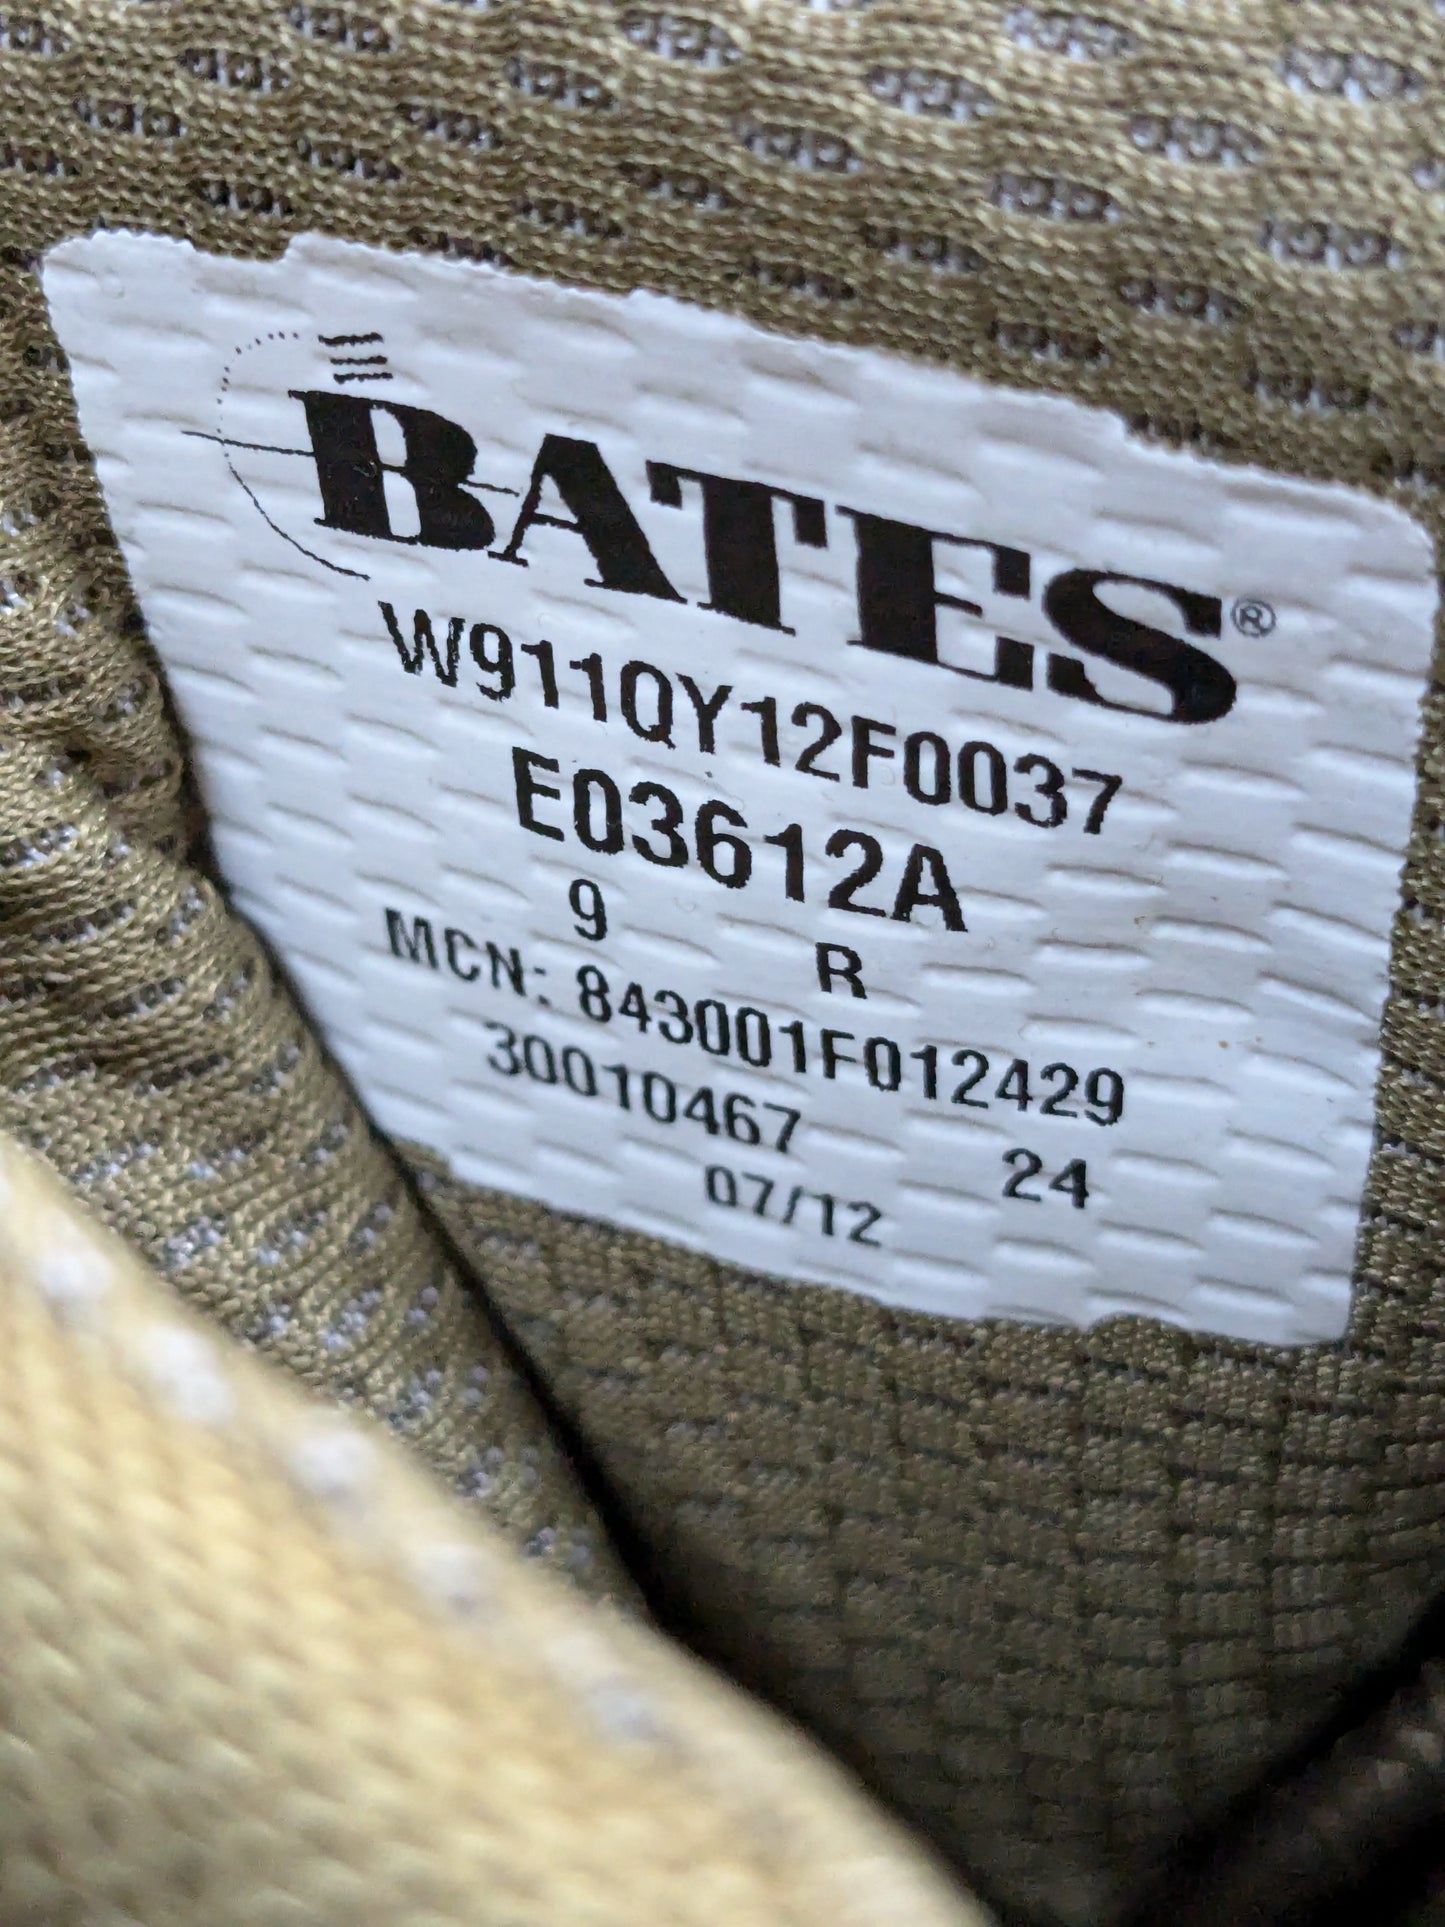 BATES®
W911QY12F0037
E03612A
9 R
MCN: 843001F012429
30010467 24
07/12